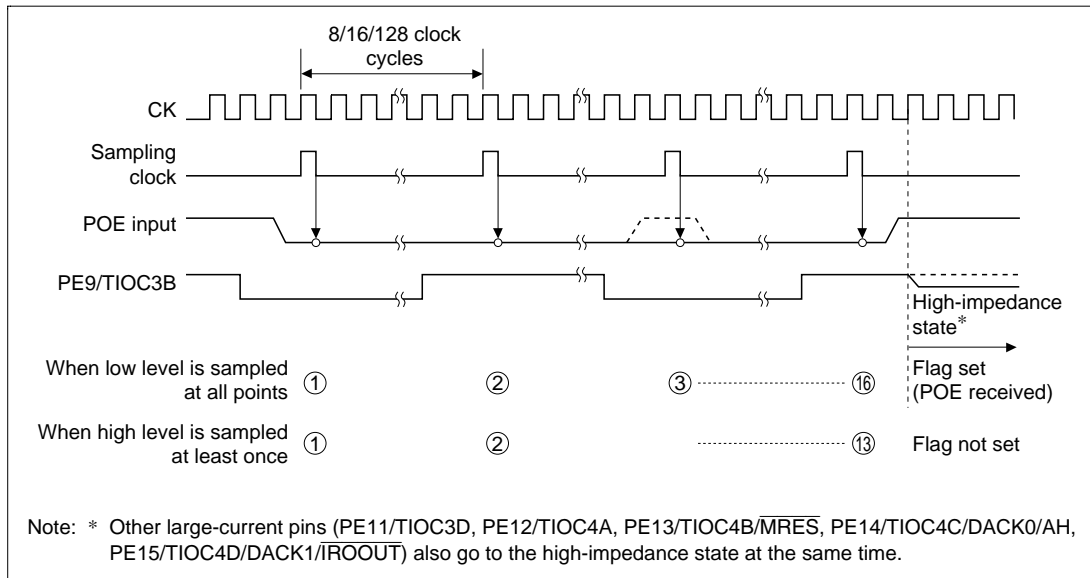 8/16/128 clock
cycles
CK
Sampling
clock
POE input
PE9/TIOC3B
High-impedance
state*
When low level is sampled
at all points
① ② ③ ⑯
Flag set
(POE received)
When high level is sampled
at least once
① ② ⑬
Flag not set
Note: * Other large-current pins (PE11/TIOC3D, PE12/TIOC4A, PE13/TIOC4B/MRES, PE14/TIOC4C/DACK0/AH,
PE15/TIOC4D/DACK1/IROOUT) also go to the high-impedance state at the same time.